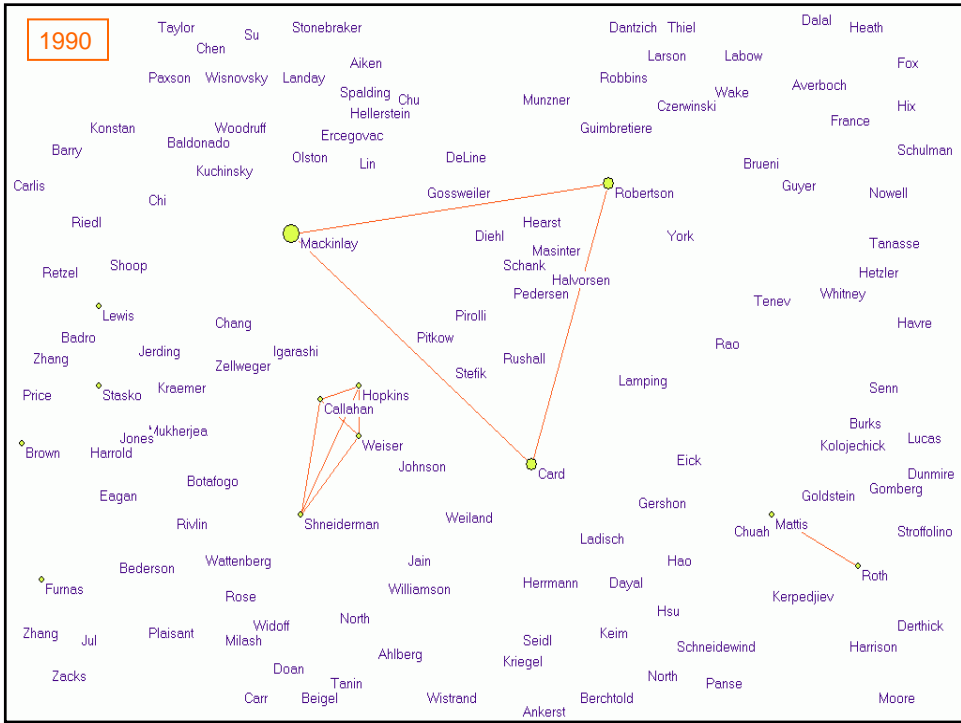 1990
Taylor
Su
Stonebraker
Dantzich
Thiel
Dalal
Heath
Chen
Aiken
Larson
Labow
Fox
Paxson
Wisnovsky
Landay
Robbins
Averboch
Spalding
Chu
Munzner
Wake
Hellerstein
Czerwinski
Hix
Konstan
Woodruff
Ercegovac
Guimbretiere
France
Barry
Baldonado
Schulman
Olston
Lin
DeLine
Brueni
Kuchinsky
Carlis
Chi
Gossweiler
Robertson
Guyer
Nowell
Riedl
Hearst
Mackinlay
Diehl
York
Tanasse
Masinter
Retzel
Shoop
Schank
Halvorsen
Hetzler
Pedersen
Tenev
Whitney
Lewis
Chang
Pirolli
Havre
Badro
Pitkow
Rao
Zhang
Jerding
Igarashi
Rushall
Zellweger
Stefik
Lamping
Price
Stasko
Kraemer
Hopkins
Senn
Callahan
Burks
Brown
Harrold
Jones
Mukherjea
Weiser
Kolojechick
Lucas
Johnson
Card
Eick
Dunmire
Eagan
Botafogo
Goldstein
Gomberg
Gershon
Rivlin
Shneiderman
Weiland
Chuah
Mattis
Stroffolino
Ladisch
Bederson
Wattenberg
Jain
Hao
Roth
Furnas
Williamson
Herrmann
Dayal
Rose
Kerpedjiev
Hsu
Zhang
Jul
Plaisant
Milash
Widoff
North
Seidl
Keim
Derthick
Schneidewind
Harrison
Ahlberg
Kriegel
Zacks
Doan
Tanin
North
Panse
Carr
Beigel
Wistrand
Ankerst
Berchtold
Moore